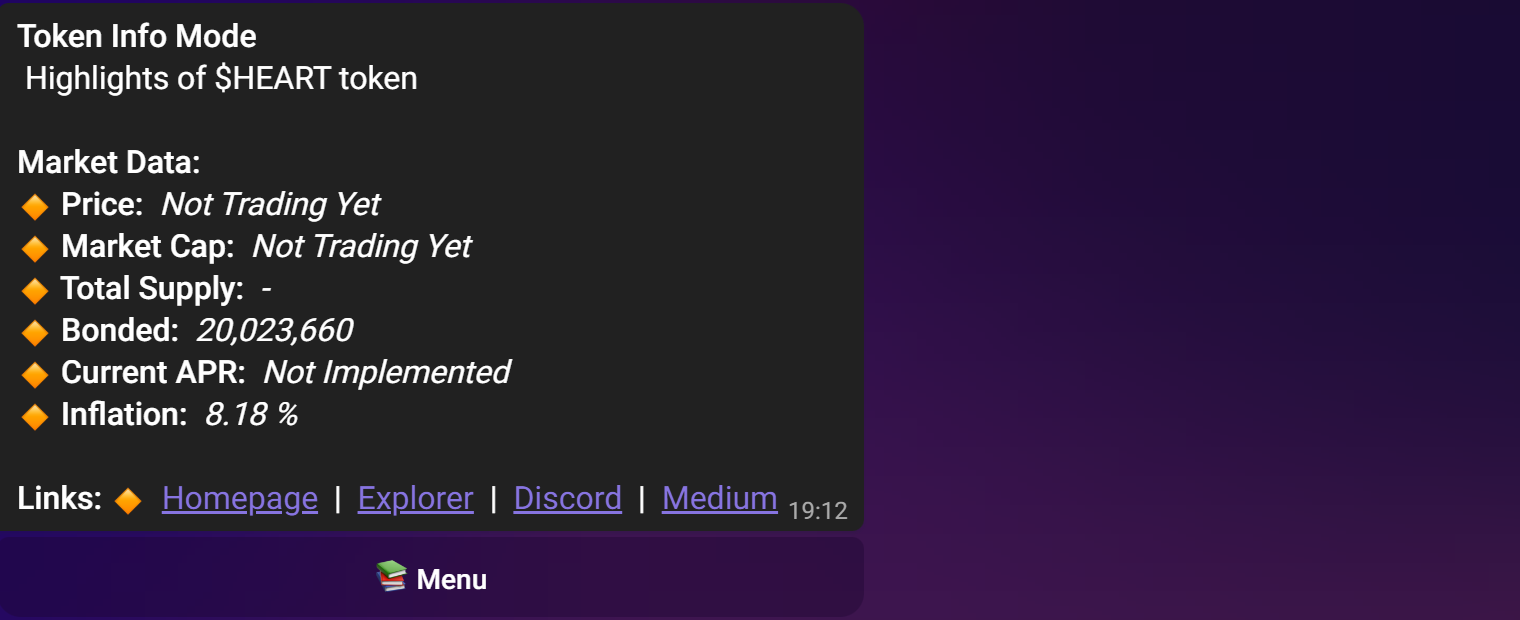 Token Info Mode
Highlights of $HEART token
Market Data:
🔸 Price: Not Trading Yet
🔸 Market Cap: Not Trading Yet
🔸 Total Supply: -
🔸 Bonded: 20,023,660
🔸 Current APR: Not Implemented
🔸 Inflation: 8.18 %
Links: 🔸 Homepage | Explorer | Discord | Medium 19:12
📚 Menu